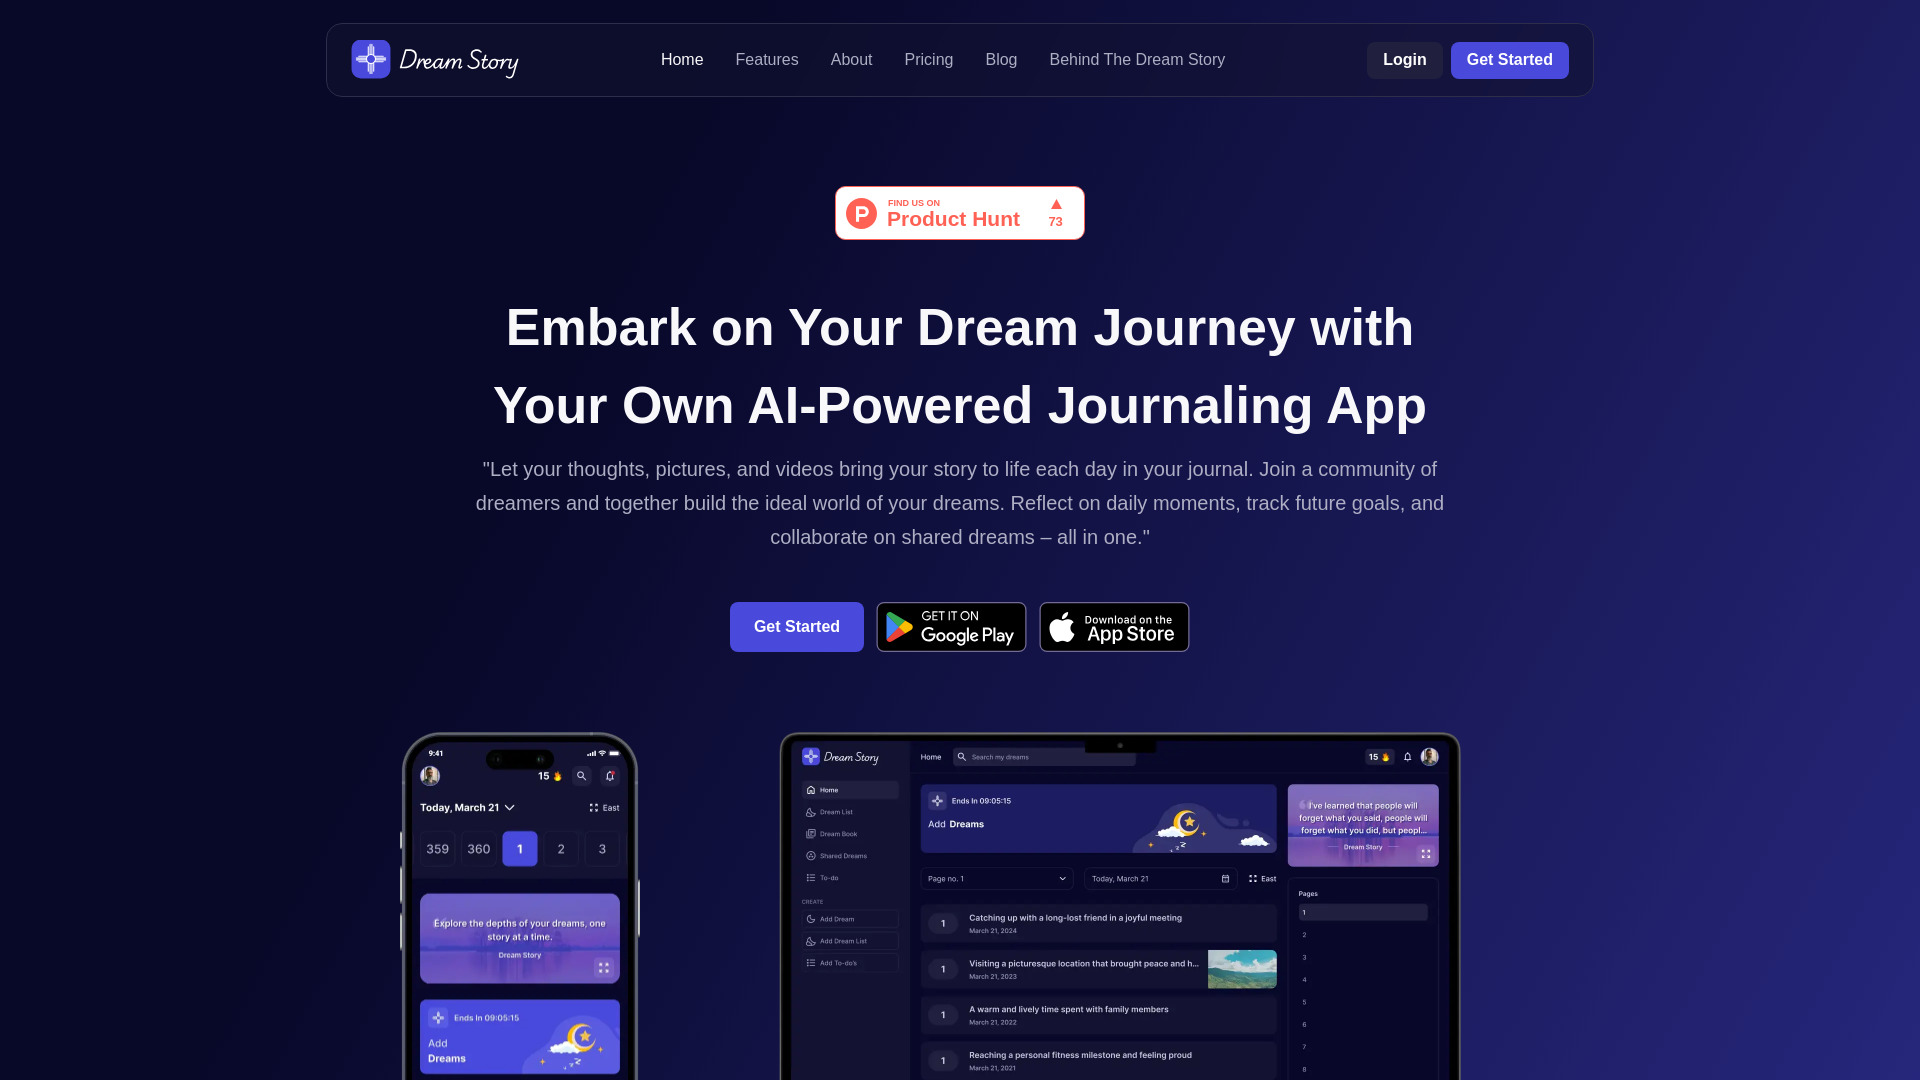 Dream Story
Home
Features
About
Pricing
Blog
Behind The Dream Story
Login
Get Started
FIND US ON
Product Hunt
73
Embark on Your Dream Journey with
Your Own AI-Powered Journaling App
"Let your thoughts, pictures, and videos bring your story to life each day in your journal. Join a community of
dreamers and together build the ideal world of your dreams. Reflect on daily moments, track future goals, and
collaborate on shared dreams – all in one."
Get Started
GET IT ON
Google Play
Download on the
App Store
9:41
15
Today, March 21
East
359
360
1
2
3
Explore the depths of your dreams, one
story at a time.
Dream Story
Ends In 09:05:15
Add
Dreams
Dream Story
Home
Search my dreams
15
Home
Dream List
Dream Book
Shared Dreams
To-do
CREATE
Add Dream
Add Dream List
Add To-do's
Ends In 09:05:15
Add Dreams
Page no. 1
Today, March 21
East
1
Catching up with a long-lost friend in a joyful meeting
March 21, 2024
1
Visiting a picturesque location that brought peace and h...
March 21, 2023
1
A warm and lively time spent with family members
March 21, 2022
1
Reaching a personal fitness milestone and feeling proud
March 21, 2021
I've learned that people will
forget what you said, people will
forget what you did, but peopl...
Dream Story
Pages
1
2
3
4
5
6
7
8